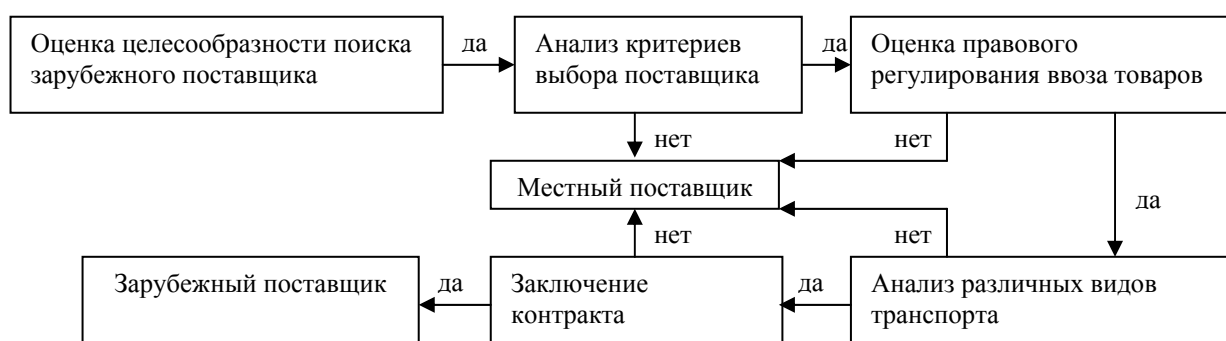 Оценка целесообразности поиска
зарубежного поставщика
да
Анализ критериев
выбора поставщика
да
Оценка правового
регулирования ввоза товаров
нет
нет
Местный поставщик
да
нет
нет
Зарубежный поставщик
да
Заключение
контракта
да
Анализ различных видов
транспорта